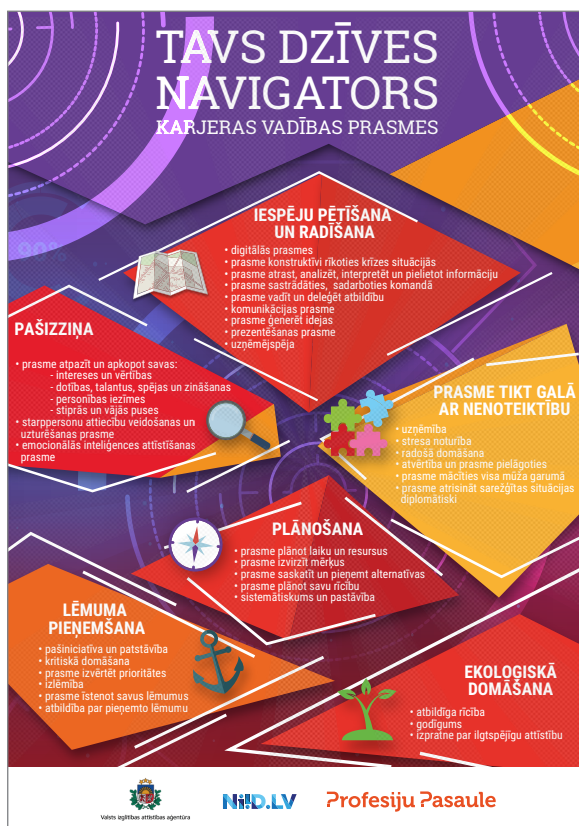 TAVS DZĪVES
NAVIGATORS
KARJERAS VADĪBAS PRASMES
90%
IESPĒJU PĒTĪŠANA
UN RADĪŠANA
• digitālās prasmes
• prasme konstruktīvi rīkoties krīzes situācijās
• prasme atrast, analizēt, interpretēt un pielietot informāciju
• prasme sastrādāties, sadarboties komandā
• prasme vadīt un deleģēt atbildību
• komunikācijas prasme
• prasme ģenerēt idejas
• prezentēšanas prasme
• uzņēmējspēja
PAŠIZZIŅA
• prasme atpazīt un apkopot savas:
- intereses un vērtības
- dotības, talantus, spējas un zināšanas
- personības iezīmes
- stiprās un vājās puses
• starppersonu attiecību veidošanas un
uzturēšanas prasme
• emocionālās inteliģences attīstīšanas
prasme
PRASME TIKT GALĀ
AR NENOTEIKTĪBU
• uzņēmība
• stresa noturība
• radošā domāšana
• atvērtība un prasme pielāgoties
• prasme mācīties visa mūža garumā
• prasme atrisināt sarežģītas situācijas
diplomātiski
PLĀNOŠANA
• prasme plānot laiku un resursus
• prasme izvirzīt mērķus
• prasme saskatīt un pieņemt alternatīvas
• prasme plānot savu rīcību
• sistemātiskums un pastāvība
LĒMUMA
PIEŅEMŠANA
• pašiniciatīva un patstāvība
• kritiskā domāšana
• prasme izvērtēt prioritātes
• izlēmība
• prasme īstenot savus lēmumus
• atbildība par pieņemto lēmumu
EKOLOĢISKĀ
DOMĀŠANA
• atbildīga rīcība
• godīgums
• izpratne par ilgtspējīgu attīstību
Valsts izglītības attīstības aģentūra
NIID.LV
Profesiju Pasaule